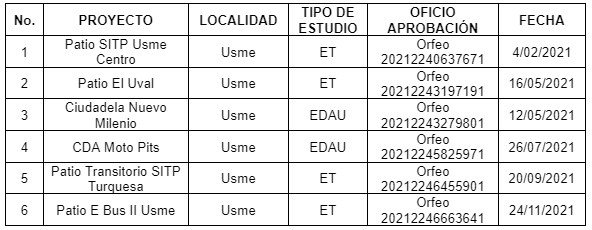 No. PROYECTO LOCALIDAD TIPO DE ESTUDIO OFICIO APROBACIÓN FECHA
1 Patio SITP Usme Centro Usme ET Orfeo 20212240637671 4/02/2021
2 Patio El Uval Usme ET Orfeo 20212243197191 16/05/2021
3 Ciudadela Nuevo Milenio Usme EDAU Orfeo 20212243279801 12/05/2021
4 CDA Moto Pits Usme EDAU Orfeo 20212245825971 26/07/2021
5 Patio Transitorio SITP Turquesa Usme ET Orfeo 20212246455901 20/09/2021
6 Patio E Bus II Usme Usme ET Orfeo 20212246663641 24/11/2021